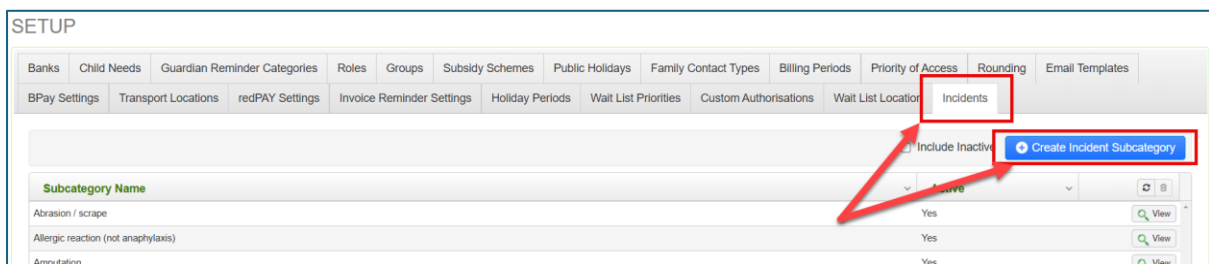 SETUP
Banks Child Needs Guardian Reminder Categories Roles Groups Subsidy Schemes Public Holidays Family Contact Types Billing Periods Priority of Access Rounding Email Templates
BPay Settings Transport Locations redPAY Settings Invoice Reminder Settings Holiday Periods Wait List Priorities Custom Authorisations Wait List Location Incidents
Include Inactive Create Incident Subcategory
Subcategory Name Active
Abrasion / scrape Yes View
Allergic reaction (not anaphylaxis) Yes View
Amputation Yes View